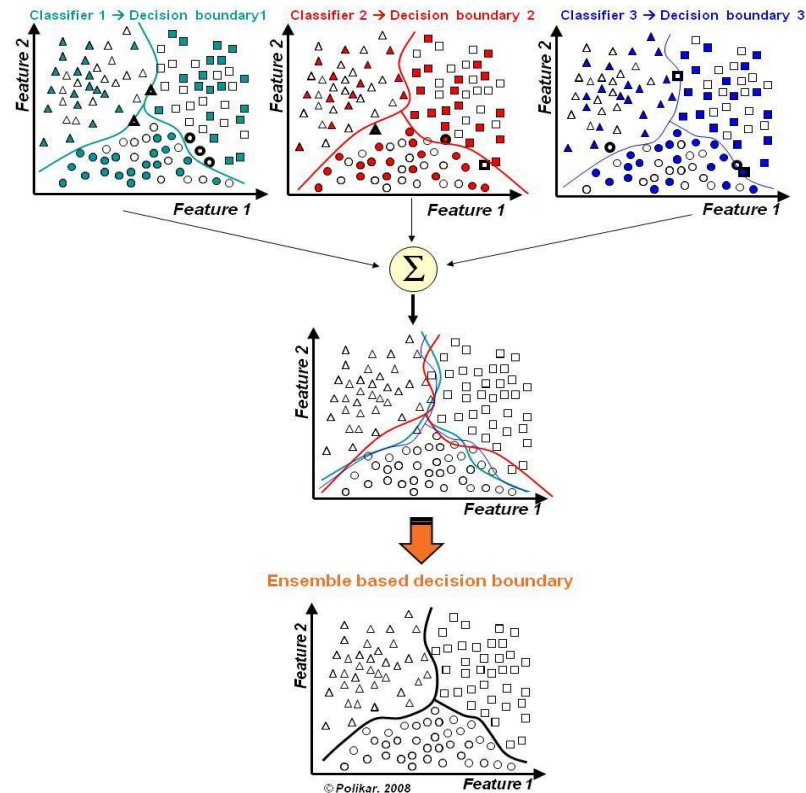 Classifier 1 → Decision boundary1
Classifier 2 → Decision boundary 2
Classifier 3 → Decision boundary 3
Feature 2
Feature 1
Feature 2
Feature 1
Feature 2
Feature 1
Σ
Feature 2
Feature 1
Ensemble based decision boundary
Feature 2
Feature 1
© Polikar, 2008